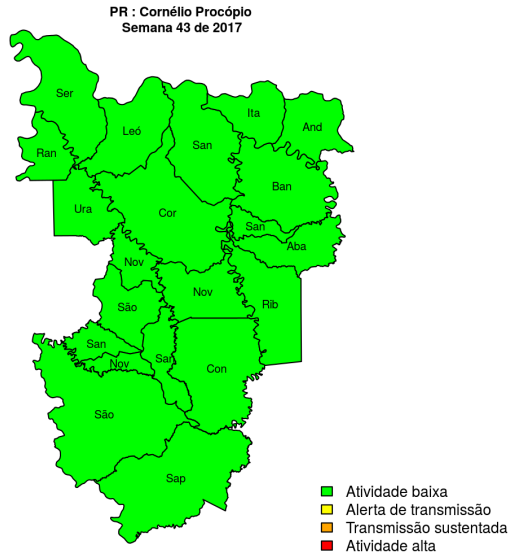 PR : Cornélio Procópio
Semana 43 de 2017
Ser
Ita
And
Leó
San
Ran
Ban
Ura
Cor
San
Aba
Nov
Nov
Rib
São
San
San
Nov
Con
São
Sap
Atividade baixa
Alerta de transmissão
Transmissão sustentada
Atividade alta